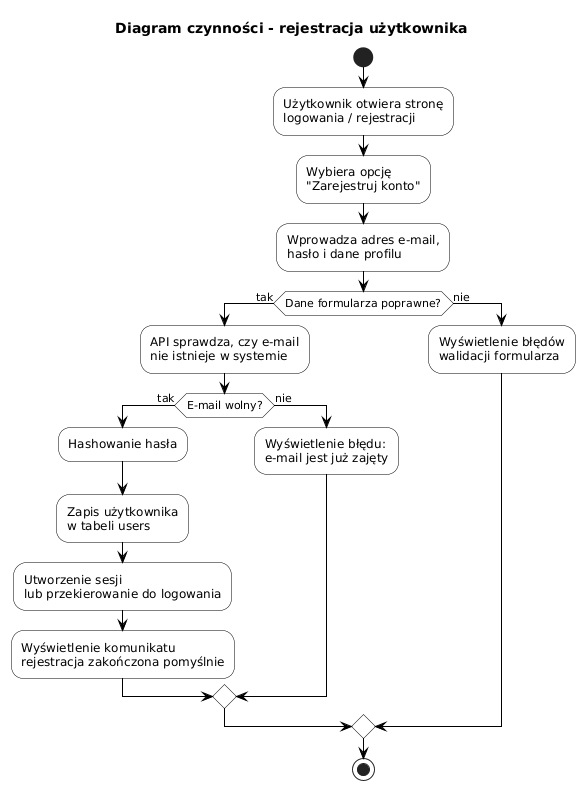 Diagram czynności - rejestracja użytkownika
Użytkownik otwiera stronę
logowania / rejestracji
Wybiera opcję
"Zarejestruj konto"
Wprowadza adres e-mail,
hasło i dane profilu
Dane formularza poprawne?
tak
nie
API sprawdza, czy e-mail
nie istnieje w systemie
Wyświetlenie błędów
walidacji formularza
E-mail wolny?
tak
nie
Hashowanie hasła
Wyświetlenie błędu:
e-mail jest już zajęty
Zapis użytkownika
w tabeli users
Utworzenie sesji
lub przekierowanie do logowania
Wyświetlenie komunikatu
rejestracja zakończona pomyślnie